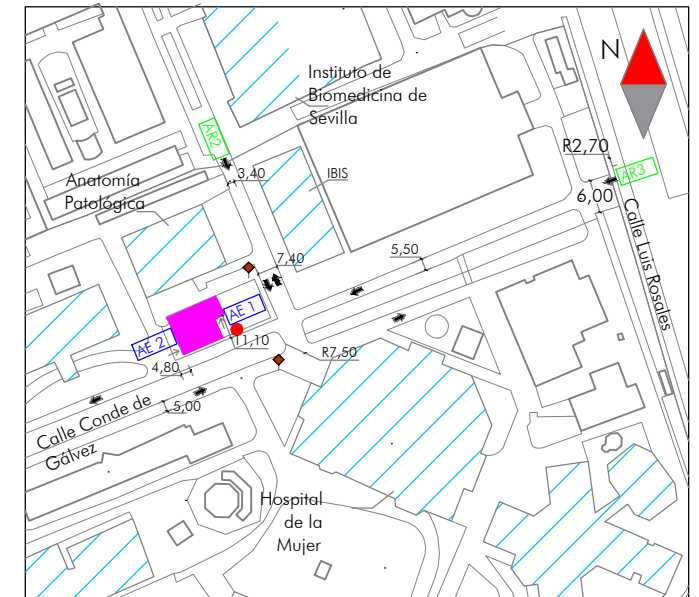 N
Instituto de
Biomedicina de
Sevilla
AR2
R2,70
AR3
3,40
IBIS
Anatomía
Patológica
6,00
Calle Luis Rosales
5,50
7,40
AE 1
AE 2
11,10
R7,50
4,80
5,00
Calle Conde de
Gálvez
Hospital
de la
Mujer